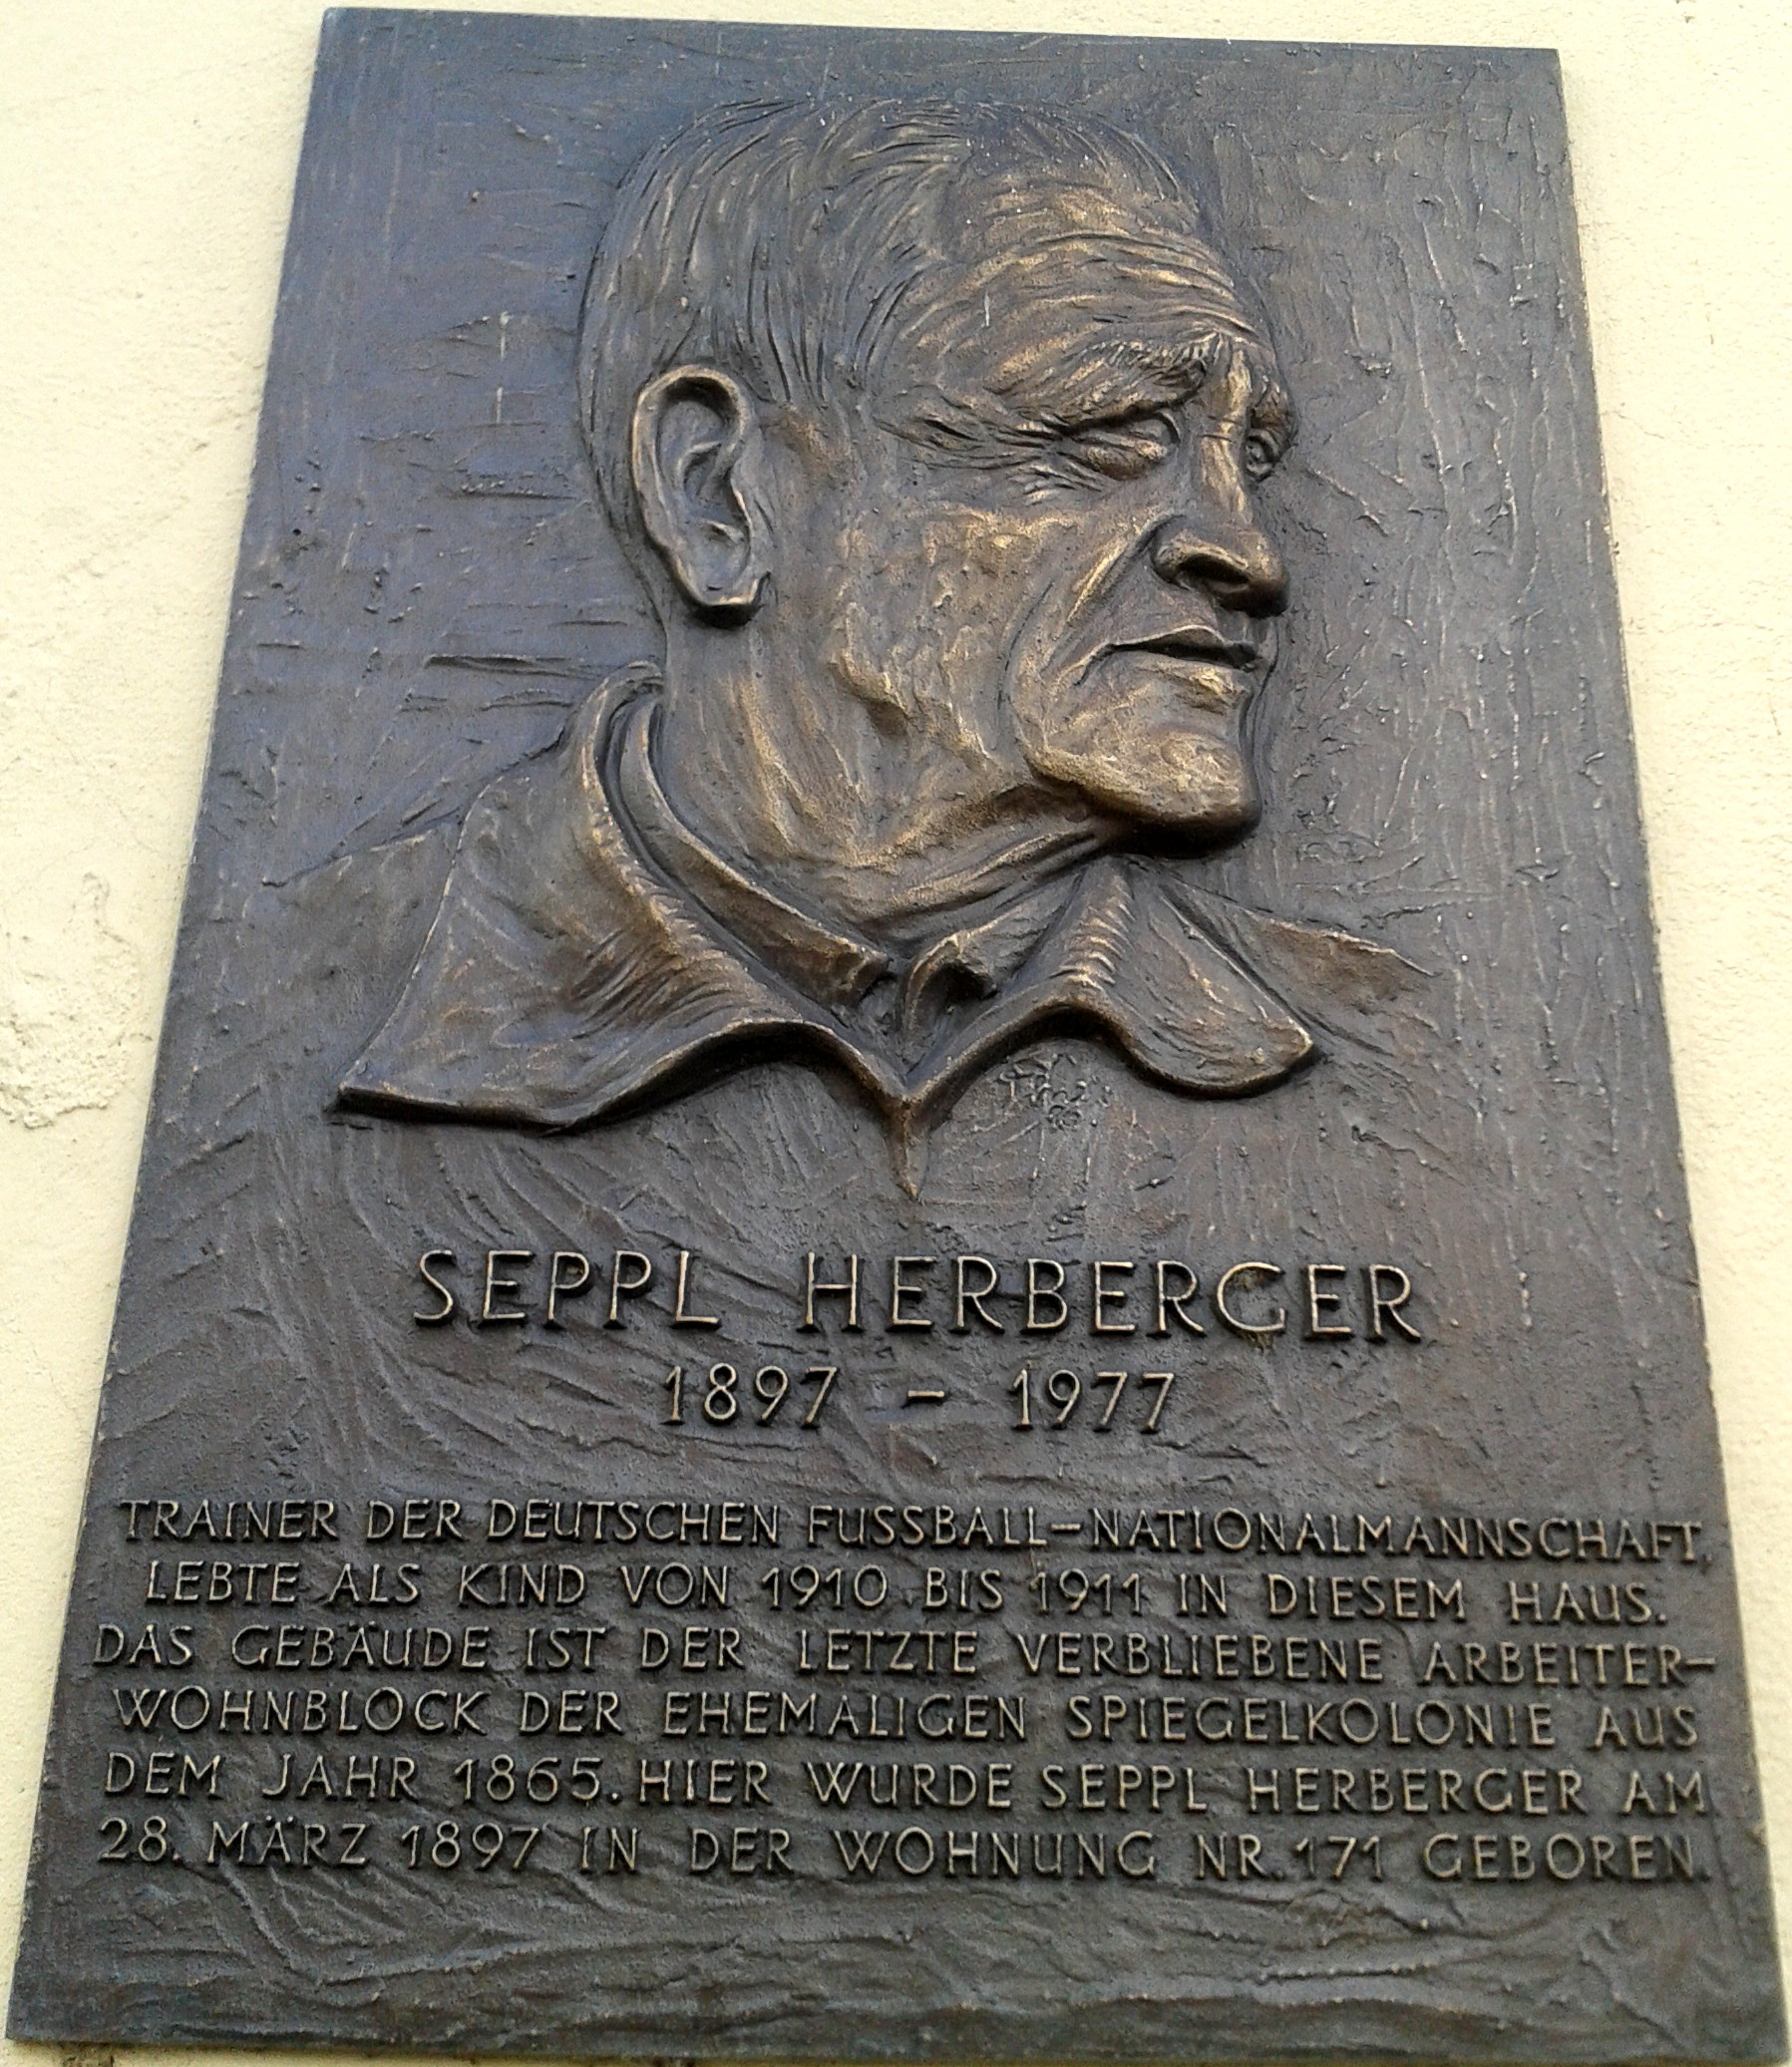 SEPPL HERBERGER
1897 - 1977
TRAINER DER DEUTSCHEN FUSSBALL-NATIONALMANNSCHAFT,
LEBTE ALS KIND VON 1910 BIS 1911 IN DIESEM HAUS.
DAS GEBÄUDE IST DER LETZTE VERBLIEBENE ARBEITER-
WOHNBLOCK DER EHEMALIGEN SPIEGELKOLONIE AUS
DEM JAHR 1865. HIER WURDE SEPPL HERBERGER AM
28. MÄRZ 1897 IN DER WOHNUNG NR. 171 GEBOREN.